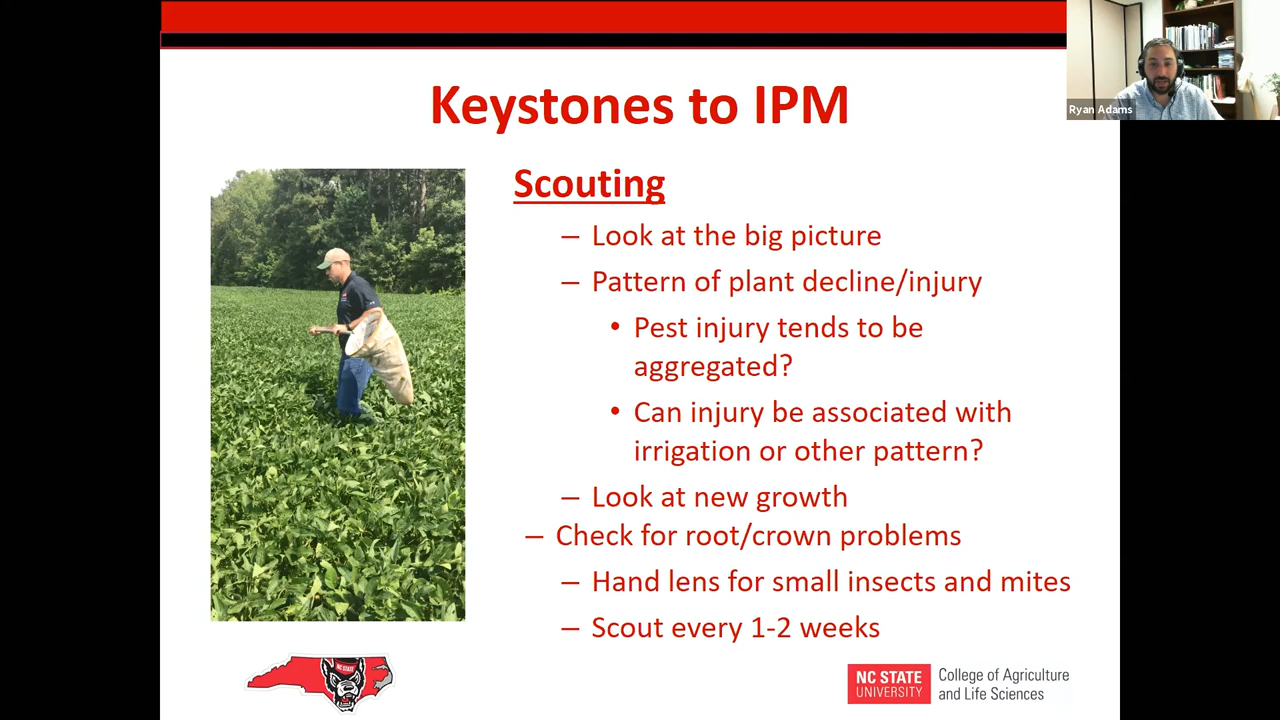 Ryan Adams
Keystones to IPM
Scouting
– Look at the big picture
– Pattern of plant decline/injury
• Pest injury tends to be
aggregated?
• Can injury be associated with
irrigation or other pattern?
– Look at new growth
– Check for root/crown problems
– Hand lens for small insects and mites
– Scout every 1-2 weeks
NC STATE
NC STATE
UNIVERSITY
College of Agriculture
and Life Sciences